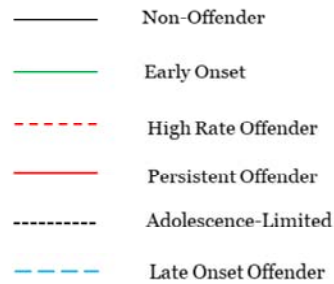 Non-Offender
Early Onset
High Rate Offender
Persistent Offender
Adolescence-Limited
Late Onset Offender